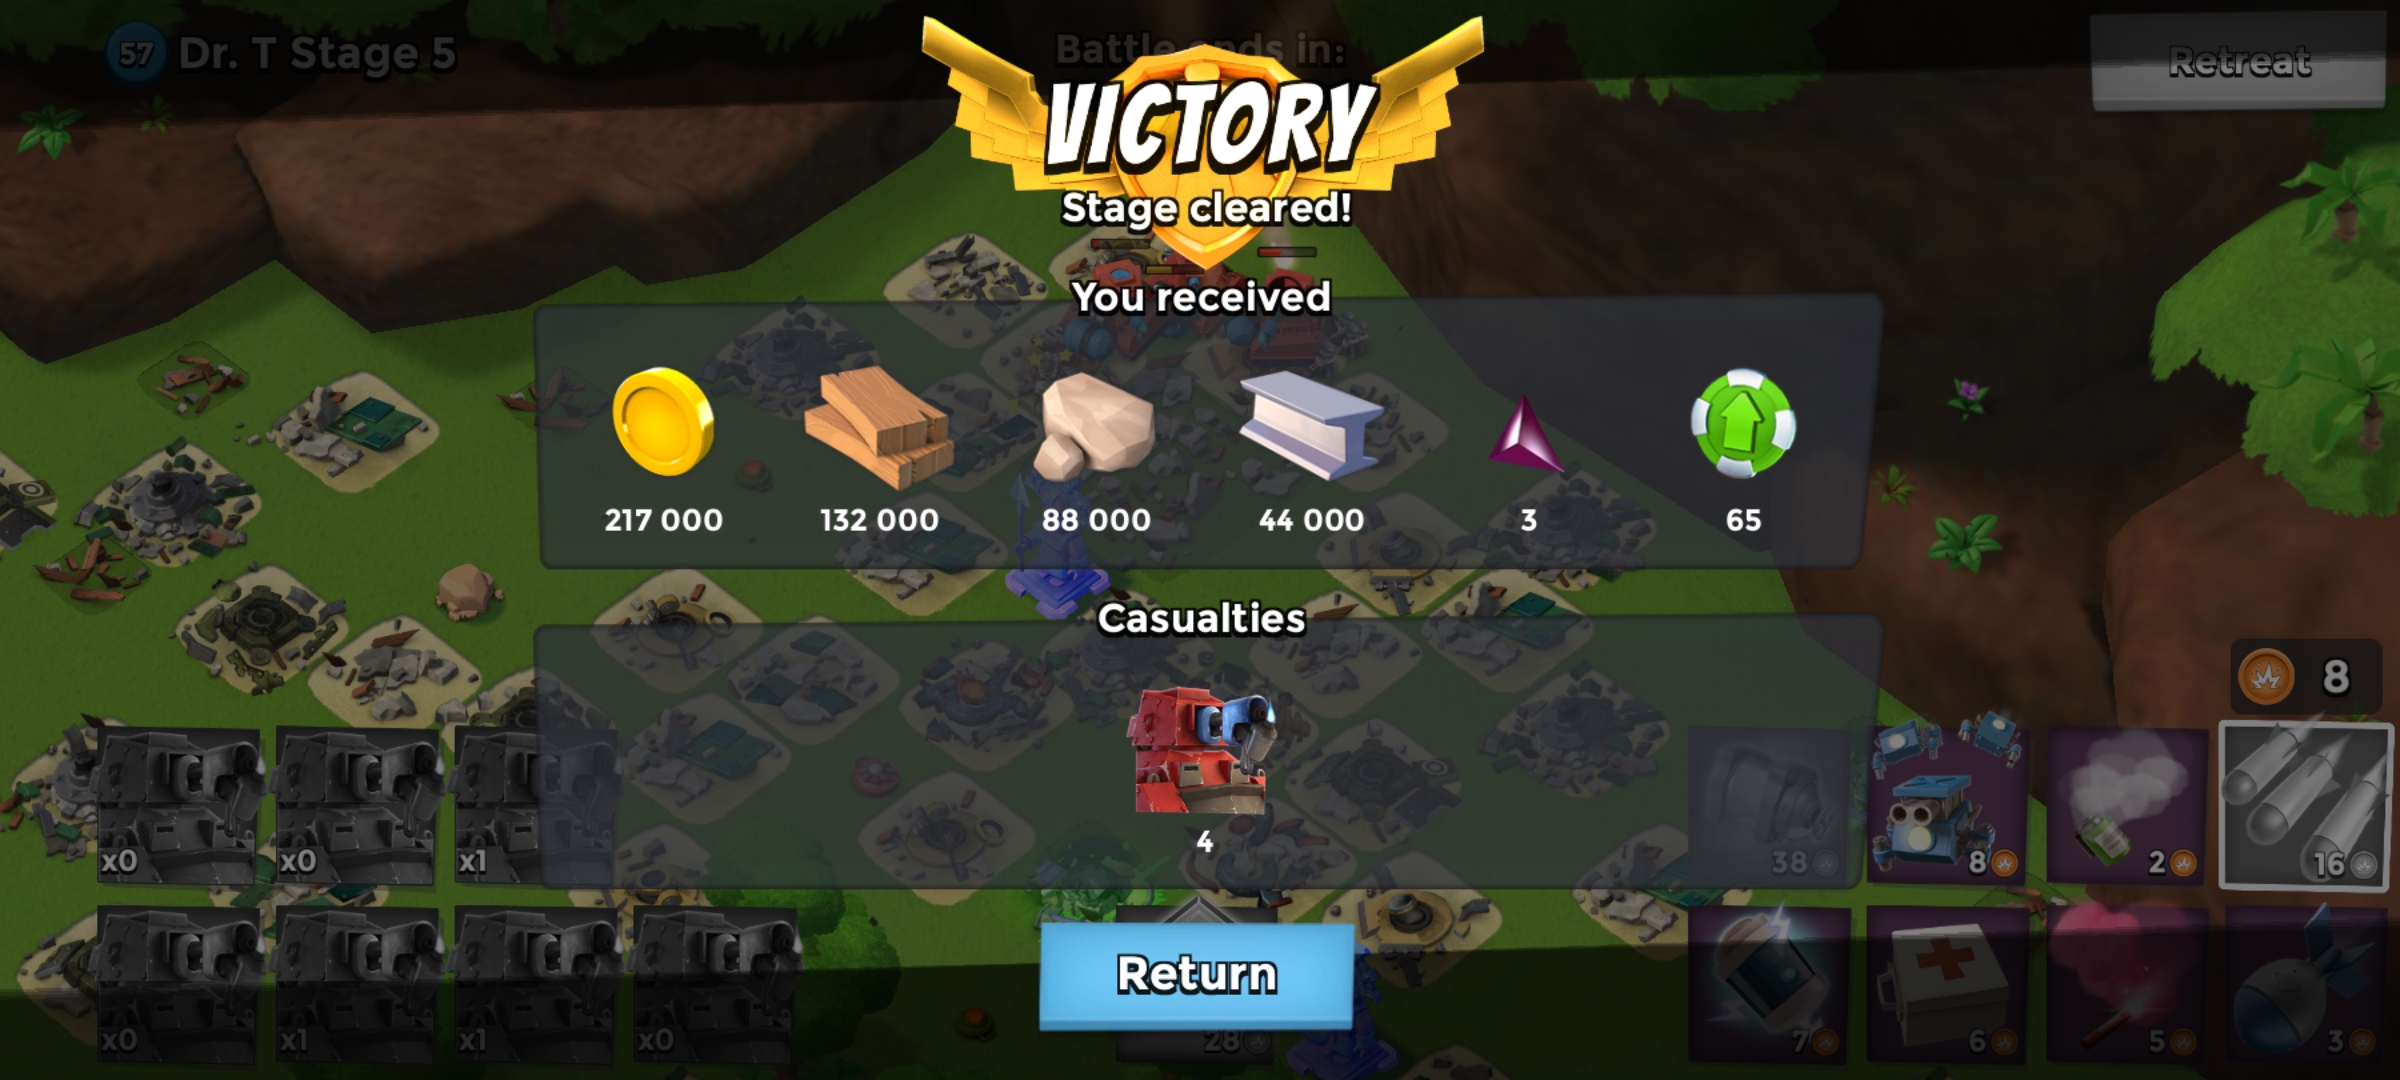 57 Dr. T Stage 5
Battle ends in:
Retreat
VICTORY
Stage cleared!
You received
217 000
132 000
88 000
44 000
3
65
Casualties
4
8
x0
x0
x1
38
8
2
16
Return
x0
x1
x1
x0
28
7
6
5
3